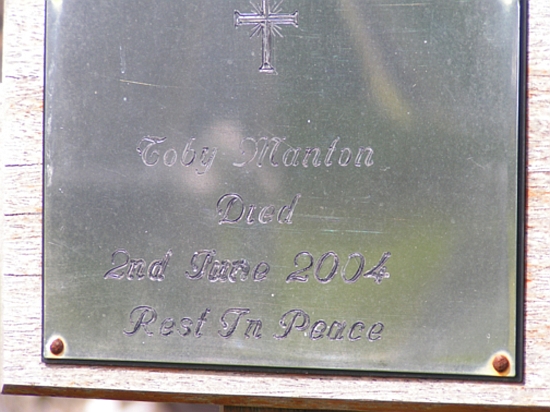 Toby Manton
Died
2nd June 2004
Rest In Peace